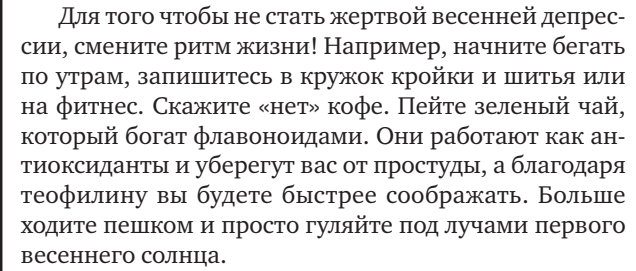 Для того чтобы не стать жертвой весенней депрес-
сии, смените ритм жизни! Например, начните бегать
по утрам, запишитесь в кружок кройки и шитья или
на фитнес. Скажите «нет» кофе. Пейте зеленый чай,
который богат флавоноидами. Они работают как ан-
тиоксиданты и уберегут вас от простуды, а благодаря
теофилину вы будете быстрее соображать. Больше
ходите пешком и просто гуляйте под лучами первого
весеннего солнца.